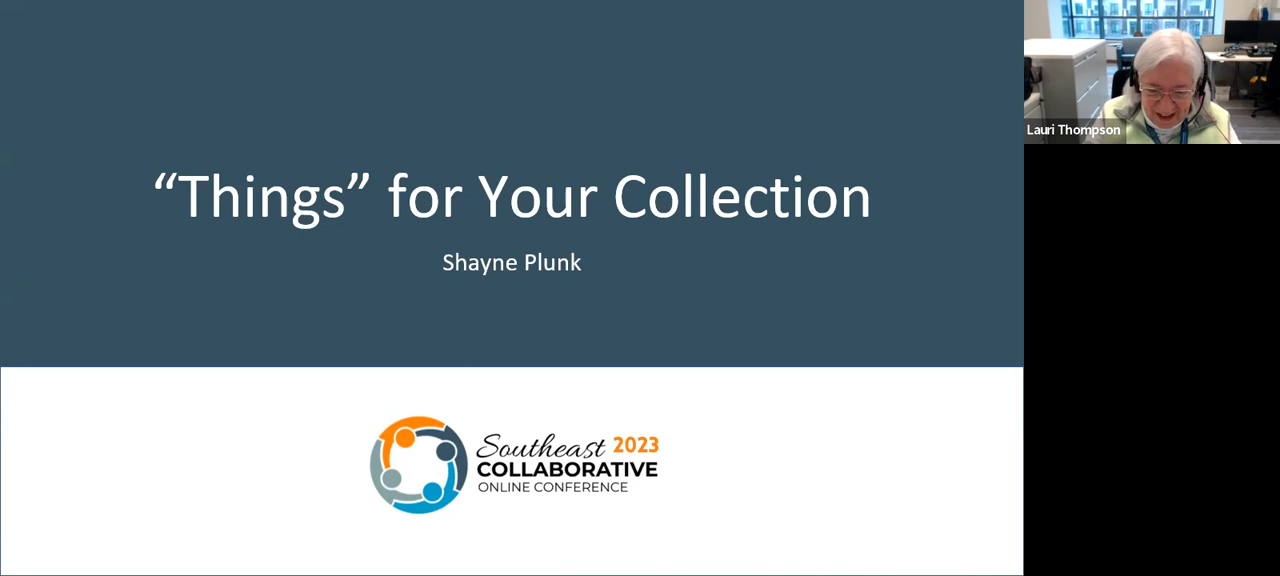 “Things” for Your Collection
Shayne Plunk
Southeast 2023
COLLABORATIVE
ONLINE CONFERENCE
Lauri Thompson